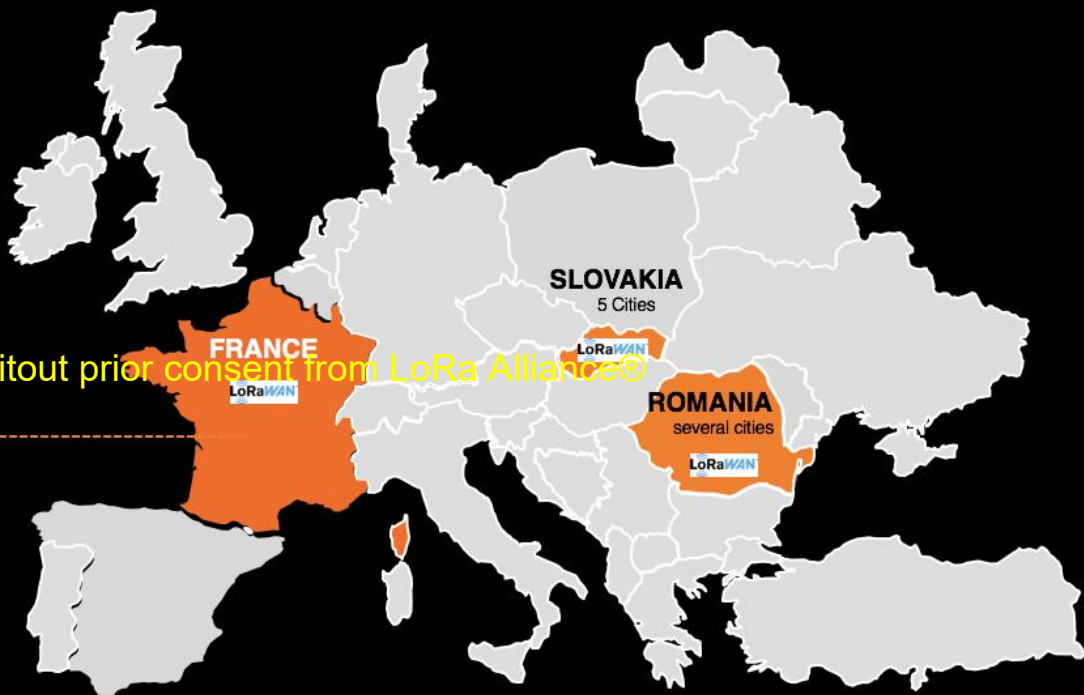 SLOVAKIA
5 Cities
LoRaWAN
FRANCE
itout prior consent from LoRa Alliance®
LoRaWAN
ROMANIA
several cities
LoRaWAN